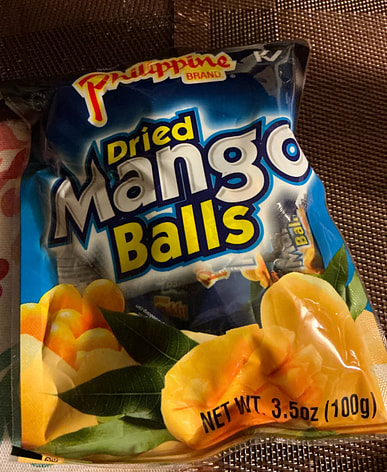 Philippine
BRAND
Dried
Mango
Balls
NET WT. 3.5oz (100g)